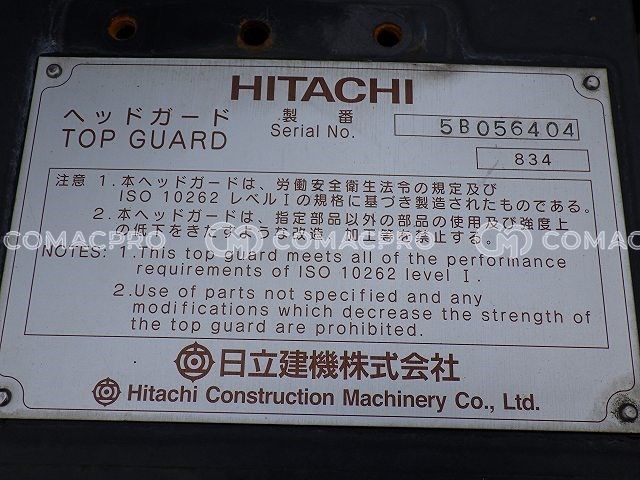 HITACHI
ヘッドガード 製番 5B056404
TOP GUARD Serial No.
834
注意 1. 本ヘッドガードは、労働安全衛生法令の規定及び
ISO 10262 レベル I の規格に基づき製造されたものである。
2. 本ヘッドガードは、指定部品以外の部品の使用及び強度上
の低下をきたすような改造、加工等を禁止する。
COMACPRO CM COMACPRO CM COMACPRO
NOTES: 1. This top guard meets all of the performance
requirements of ISO 10262 level I.
2. Use of parts not specified and any
modifications which decrease the strength of
the top guard are prohibited.
日立建機株式会社
Hitachi Construction Machinery Co., Ltd.